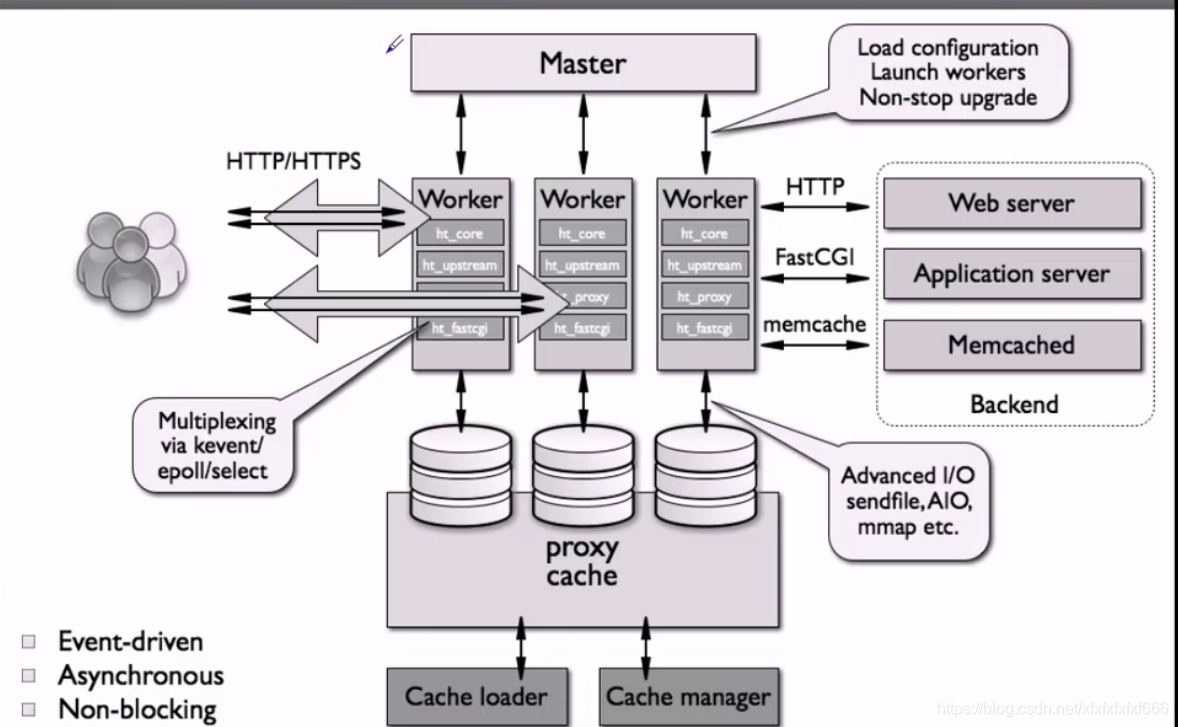 Master
Load configuration
Launch workers
Non-stop upgrade
HTTP/HTTPS
Worker
ht_core
ht_upstream
ht_fastcgi
Worker
ht_core
ht_upstream
t_proxy
ht_fastcgi
Worker
ht_core
ht_upstream
ht_proxy
ht_fastcgi
HTTP
FastCGI
memcache
Web server
Application server
Memcached
Backend
Multiplexing
via kevent/
epoll/select
Advanced I/O
sendfile, AIO,
mmap etc.
proxy
cache
Cache loader
Cache manager
Event-driven
Asynchronous
Non-blocking
https://blog.csdn.net/xfxfxfxfxf666